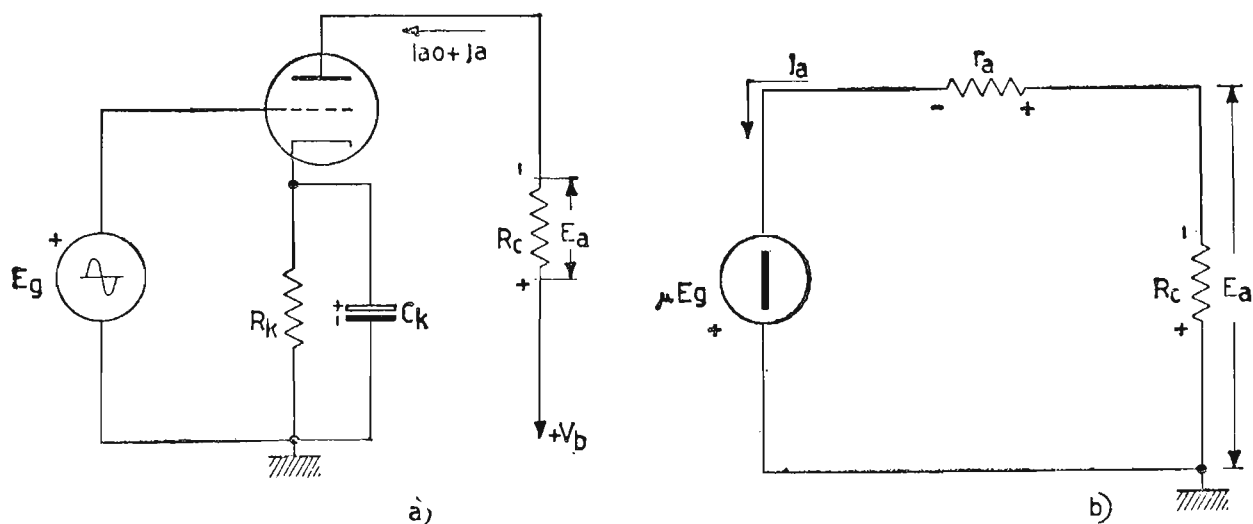 Iao + Ja
+
Eg
Rk
+
Ck
Rc
Ea
+
+Vb
a)
Ja
ra
-
+
μEg
+
Rc
Ea
+
b)